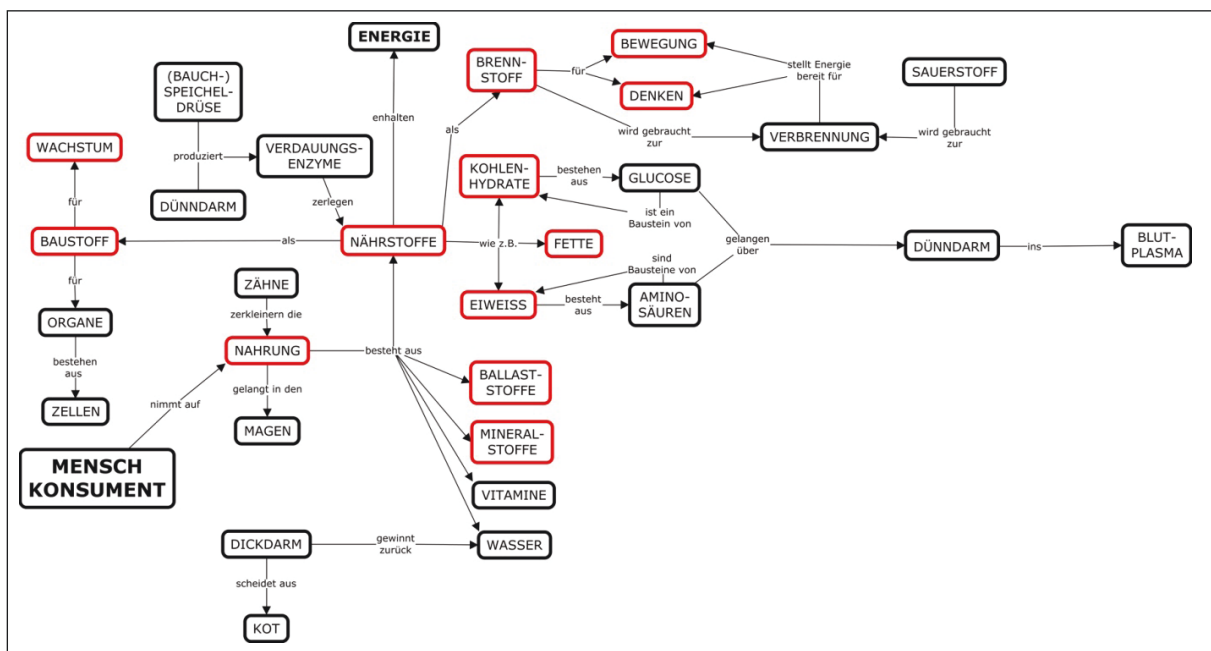 ENERGIE
BEWEGUNG
BRENN-
STOFF
für
stellt Energie
bereit für
SAUERSTOFF
(BAUCH-)
SPEICHEL-
DRÜSE
DENKEN
enhalten
als
wird gebraucht
zur
VERBRENNUNG
wird gebraucht
zur
WACHSTUM
produziert
VERDAUUNGS-
ENZYME
KOHLEN-
HYDRATE
bestehen
aus
GLUCOSE
DÜNNDARM
zerlegen
für
ist ein
Baustein von
BAUSTOFF
als
NÄHRSTOFFE
wie z.B.
FETTE
gelangen
über
DÜNNDARM
ins
BLUT-
PLASMA
sind
Bausteine von
für
ZÄHNE
EIWEISS
besteht
aus
AMINO-
SÄUREN
zerkleinern die
ORGANE
NAHRUNG
besteht aus
bestehen
aus
gelangt in den
BALLAST-
STOFFE
nimmt auf
ZELLEN
MAGEN
MINERAL-
STOFFE
MENSCH
KONSUMENT
VITAMINE
DICKDARM
gewinnt
zurück
WASSER
scheidet aus
KOT